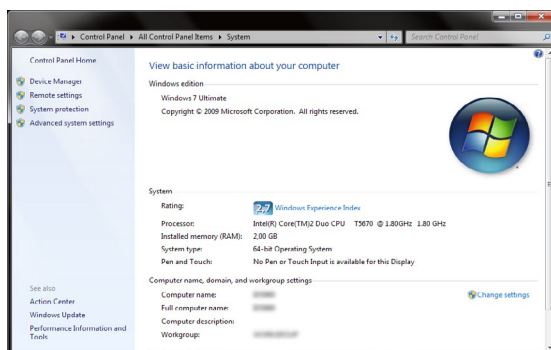 Control Panel ▸ All Control Panel Items ▸ System
Search Control Panel
Control Panel Home
Device Manager
Remote settings
System protection
Advanced system settings
See also
Action Center
Windows Update
Performance Information and
Tools
View basic information about your computer
Windows edition
Windows 7 Ultimate
Copyright © 2009 Microsoft Corporation. All rights reserved.
System
Rating:
2,7 Windows Experience Index
Processor: Intel(R) Core(TM)2 Duo CPU T5670 @ 1.80GHz 1.80 GHz
Installed memory (RAM): 2,00 GB
System type: 64-bit Operating System
Pen and Touch: No Pen or Touch Input is available for this Display
Computer name, domain, and workgroup settings
Computer name:
Change settings
Full computer name:
Computer description:
Workgroup: